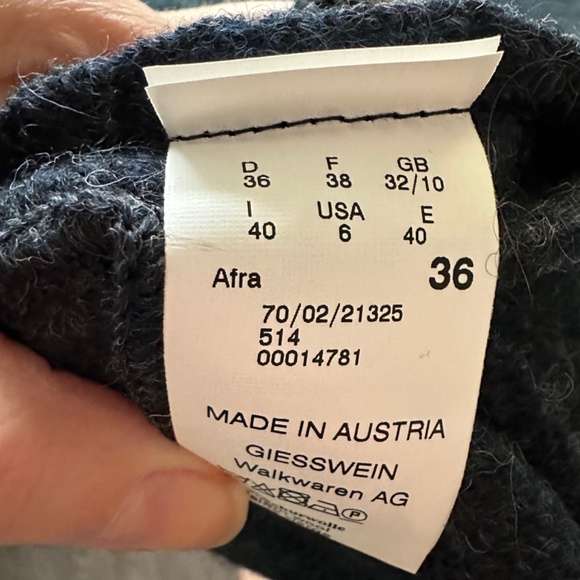 D F GB
36 38 32/10
I USA E
40 6 40
Afra 36
70/02/21325
514
00014781
MADE IN AUSTRIA
GIESSWEIN
Walkwaren AG
P